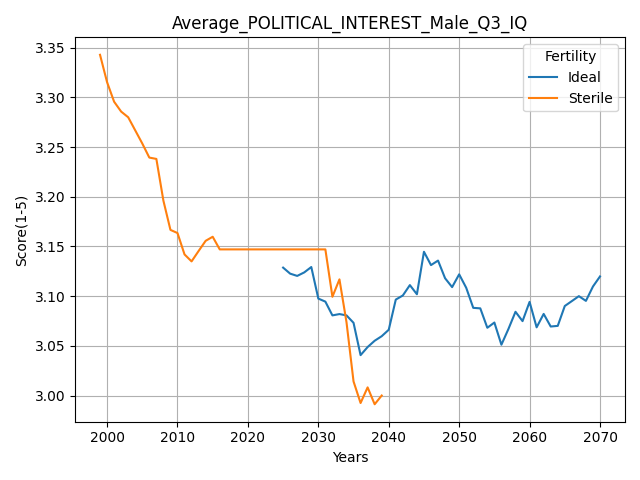 Average_POLITICAL_INTEREST_Male_Q3_IQ
Score(1-5)
3.35
3.30
3.25
3.20
3.15
3.10
3.05
3.00
Fertility
Ideal
Sterile
2000 2010 2020 2030 2040 2050 2060 2070
Years